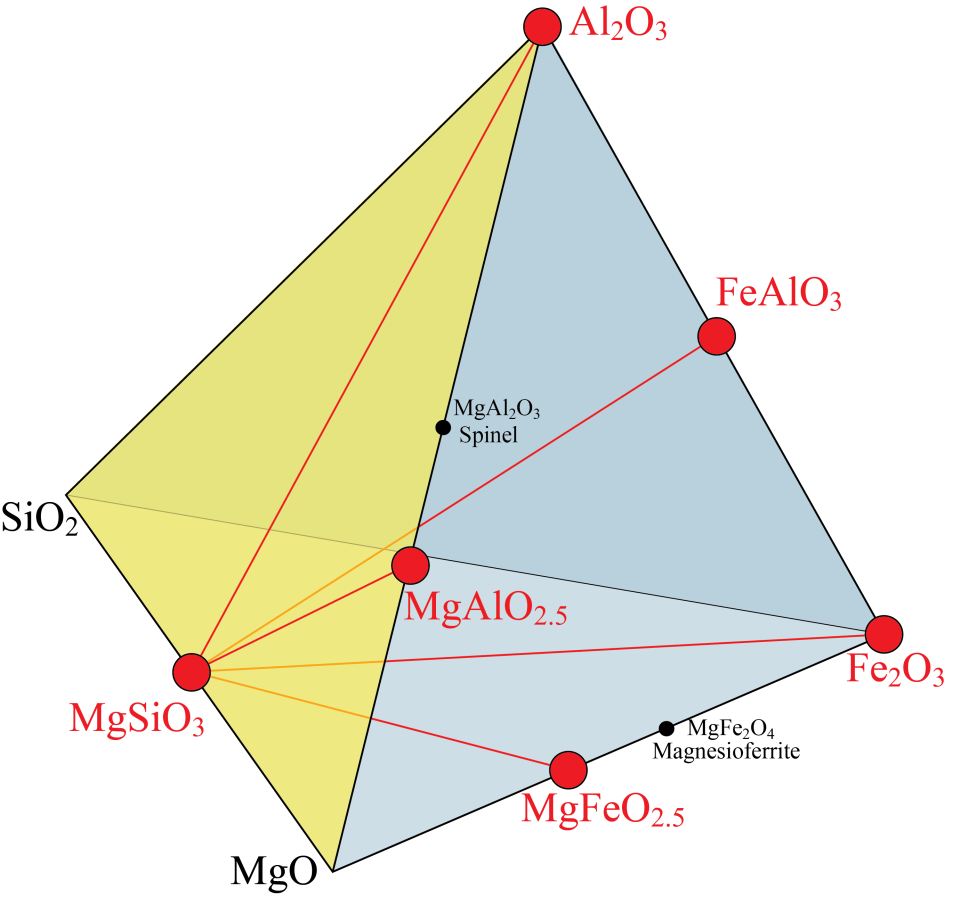 Al₂O₃
FeAlO₃
MgAl₂O₃
Spinel
SiO₂
MgAlO₂.₅
Fe₂O₃
MgSiO₃
MgFe₂O₄
Magnesioferrite
MgFeO₂.₅
MgO